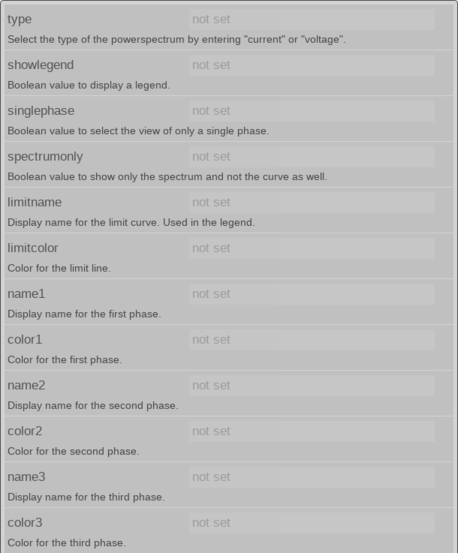 type not set
Select the type of the powerspectrum by entering "current" or "voltage".
showlegend not set
Boolean value to display a legend.
singlephase not set
Boolean value to select the view of only a single phase.
spectrumonly not set
Boolean value to show only the spectrum and not the curve as well.
limitname not set
Display name for the limit curve. Used in the legend.
limitcolor not set
Color for the limit line.
name1 not set
Display name for the first phase.
color1 not set
Color for the first phase.
name2 not set
Display name for the second phase.
color2 not set
Color for the second phase.
name3 not set
Display name for the third phase.
color3 not set
Color for the third phase.